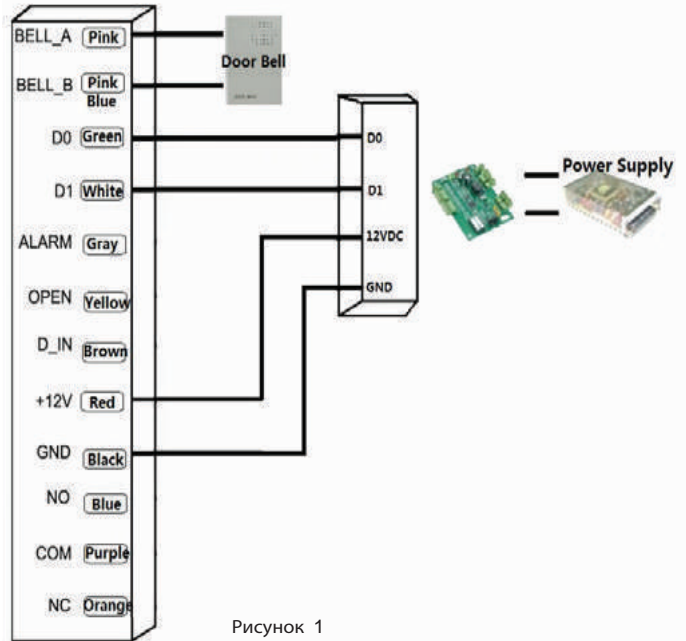 BELL_A Pink
BELL_B Pink
Blue
D0 Green
D1 White
ALARM Gray
OPEN Yellow
D_IN Brown
+12V Red
GND Black
NO Blue
COM Purple
NC Orange
Door Bell
D0
D1
12VDC
GND
Power Supply
Рисунок 1